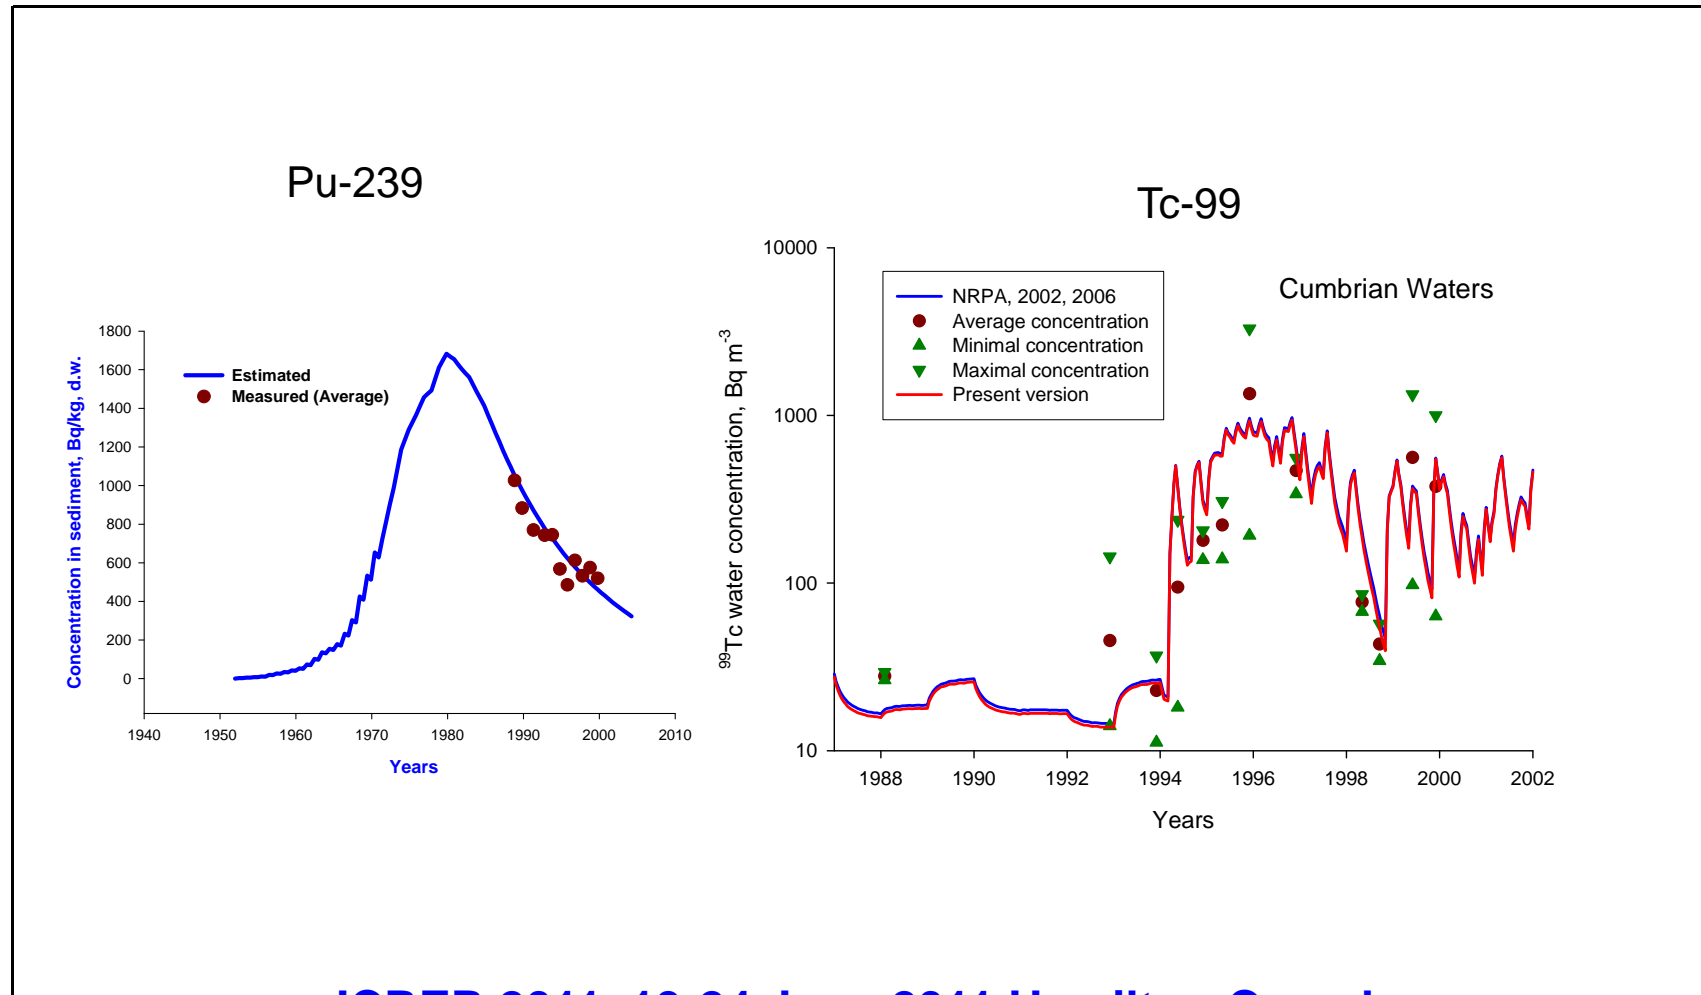 Pu-239
Tc-99
1800
1600
1400
1200
1000
800
600
400
200
0
Concentration in sediment, Bq/kg, d.w.
Estimated
Measured (Average)
1940 1950 1960 1970 1980 1990 2000 2010
Years
10000
1000
100
10
⁹⁹Tc water concentration, Bq m⁻³
NRPA, 2002, 2006
Average concentration
Minimal concentration
Maximal concentration
Present version
Cumbrian Waters
1988 1990 1992 1994 1996 1998 2000 2002
Years